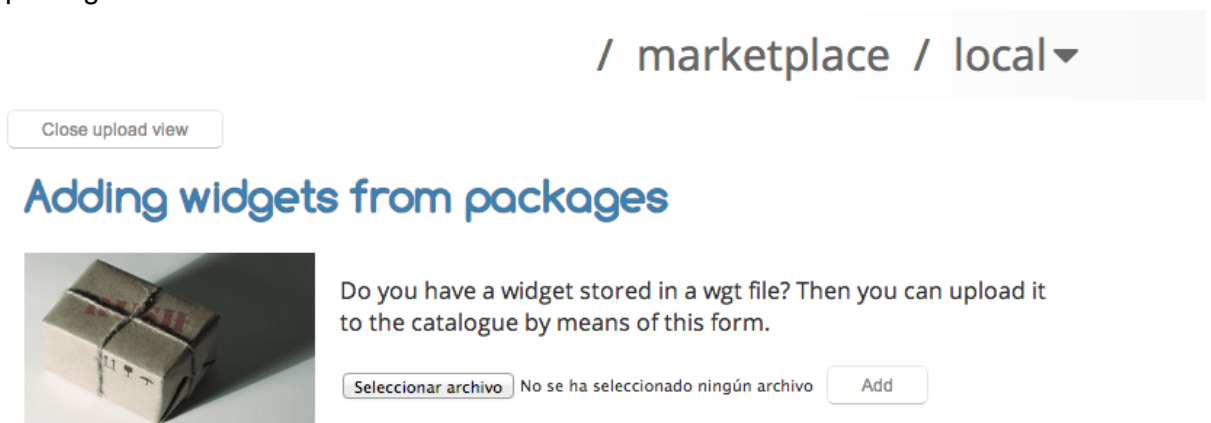 / marketplace / local
Close upload view
Adding widgets from packages
RUSH
Do you have a widget stored in a wgt file? Then you can upload it
to the catalogue by means of this form.
Seleccionar archivo No se ha seleccionado ningún archivo Add